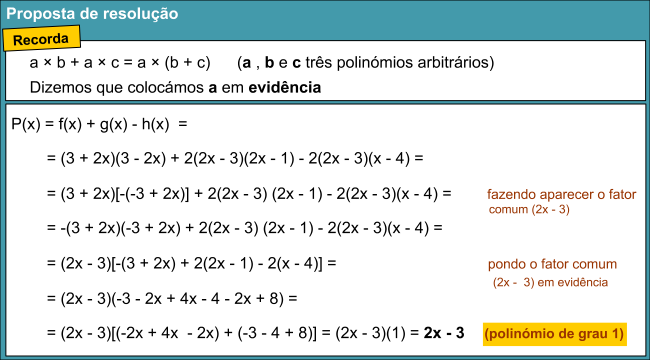 Proposta de resolução
Recorda
a × b + a × c = a × (b + c) (a , b e c três polinómios arbitrários)
Dizemos que colocámos a em evidência
P(x) = f(x) + g(x) - h(x) =
= (3 + 2x)(3 - 2x) + 2(2x - 3)(2x - 1) - 2(2x - 3)(x - 4) =
= (3 + 2x)[-(-3 + 2x)] + 2(2x - 3) (2x - 1) - 2(2x - 3)(x - 4) = fazendo aparecer o fator
comum (2x - 3)
= -(3 + 2x)(-3 + 2x) + 2(2x - 3) (2x - 1) - 2(2x - 3)(x - 4) =
= (2x - 3)[-(3 + 2x) + 2(2x - 1) - 2(x - 4)] = pondo o fator comum
(2x - 3) em evidência
= (2x - 3)(-3 - 2x + 4x - 4 - 2x + 8) =
= (2x - 3)[(-2x + 4x - 2x) + (-3 - 4 + 8)] = (2x - 3)(1) = 2x - 3 (polinómio de grau 1)